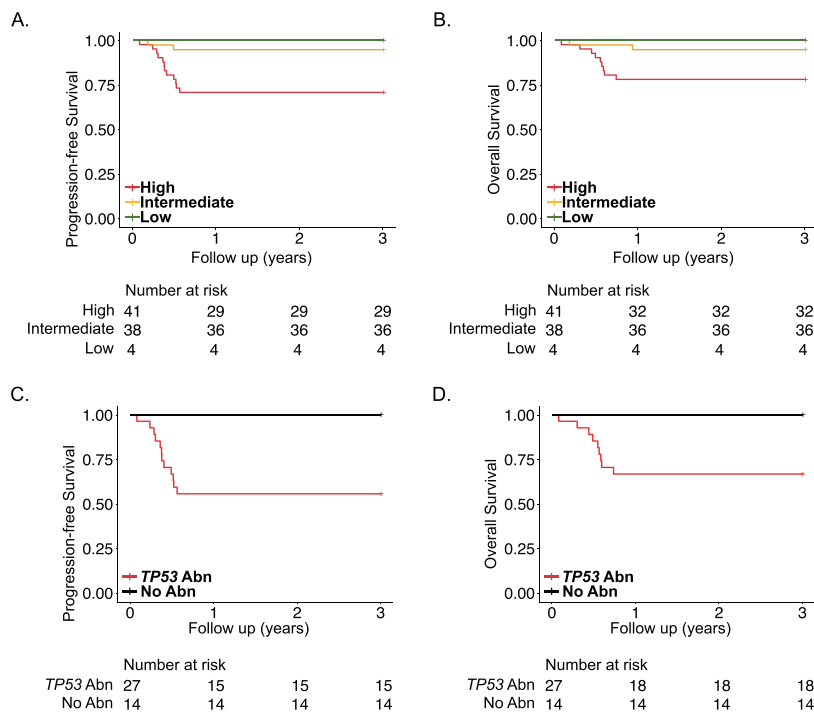 A.
Progression-free Survival
1.00
0.75
0.50
0.25
0.00
High
Intermediate
Low
0 1 2 3
Follow up (years)
Number at risk
High 41 29 29 29
Intermediate 38 36 36 36
Low 4 4 4 4
B.
Overall Survival
1.00
0.75
0.50
0.25
0.00
High
Intermediate
Low
0 1 2 3
Follow up (years)
Number at risk
High 41 32 32 32
Intermediate 38 36 36 36
Low 4 4 4 4
C.
Progression-free Survival
1.00
0.75
0.50
0.25
0.00
TP53 Abn
No Abn
0 1 2 3
Follow up (years)
Number at risk
TP53 Abn 27 15 15 15
No Abn 14 14 14 14
D.
Overall Survival
1.00
0.75
0.50
0.25
0.00
TP53 Abn
No Abn
0 1 2 3
Follow up (years)
Number at risk
TP53 Abn 27 18 18 18
No Abn 14 14 14 14